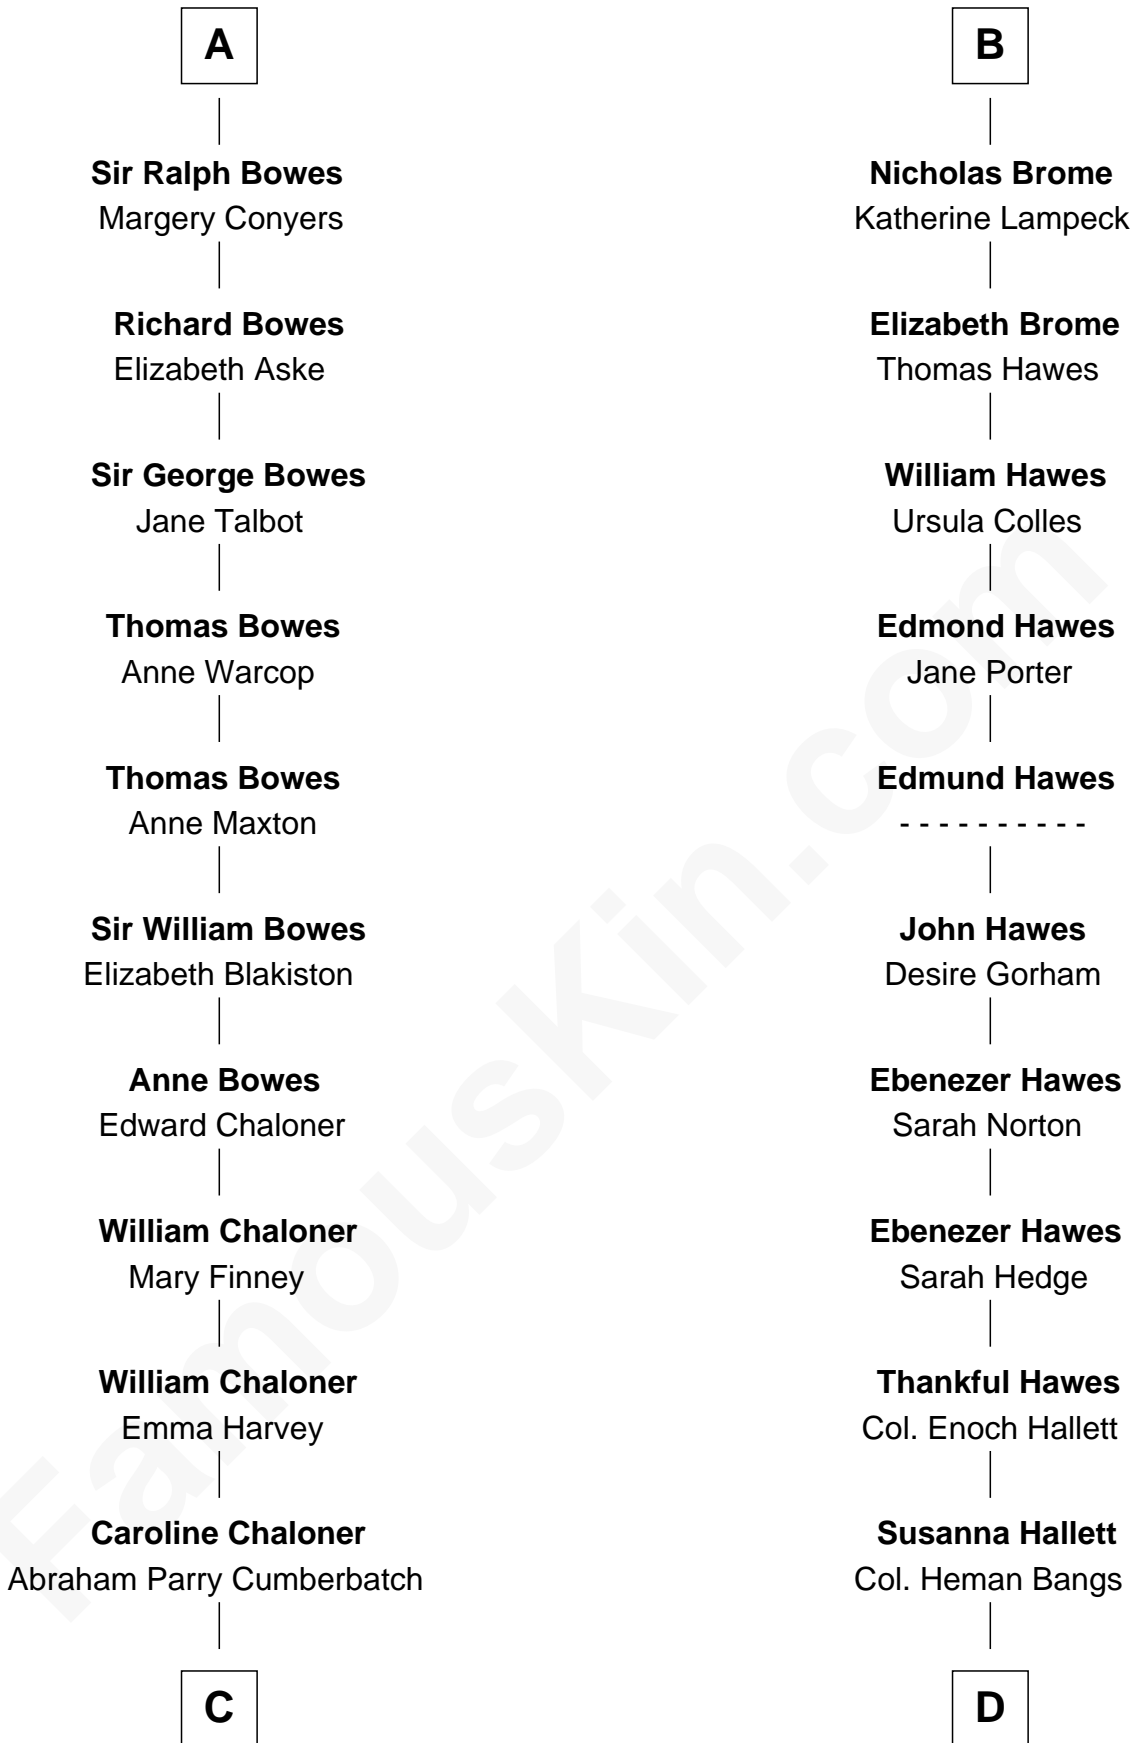 A
Sir Ralph Bowes
Margery Conyers
Richard Bowes
Elizabeth Aske
Sir George Bowes
Jane Talbot
Thomas Bowes
Anne Warcop
Thomas Bowes
Anne Maxton
Sir William Bowes
Elizabeth Blakiston
Anne Bowes
Edward Chaloner
William Chaloner
Mary Finney
William Chaloner
Emma Harvey
Caroline Chaloner
Abraham Parry Cumberbatch
C
B
Nicholas Brome
Katherine Lampeck
Elizabeth Brome
Thomas Hawes
William Hawes
Ursula Colles
Edmond Hawes
Jane Porter
Edmund Hawes
- - - - - - - - - -
John Hawes
Desire Gorham
Ebenezer Hawes
Sarah Norton
Ebenezer Hawes
Sarah Hedge
Thankful Hawes
Col. Enoch Hallett
Susanna Hallett
Col. Heman Bangs
D
FamousKin.com